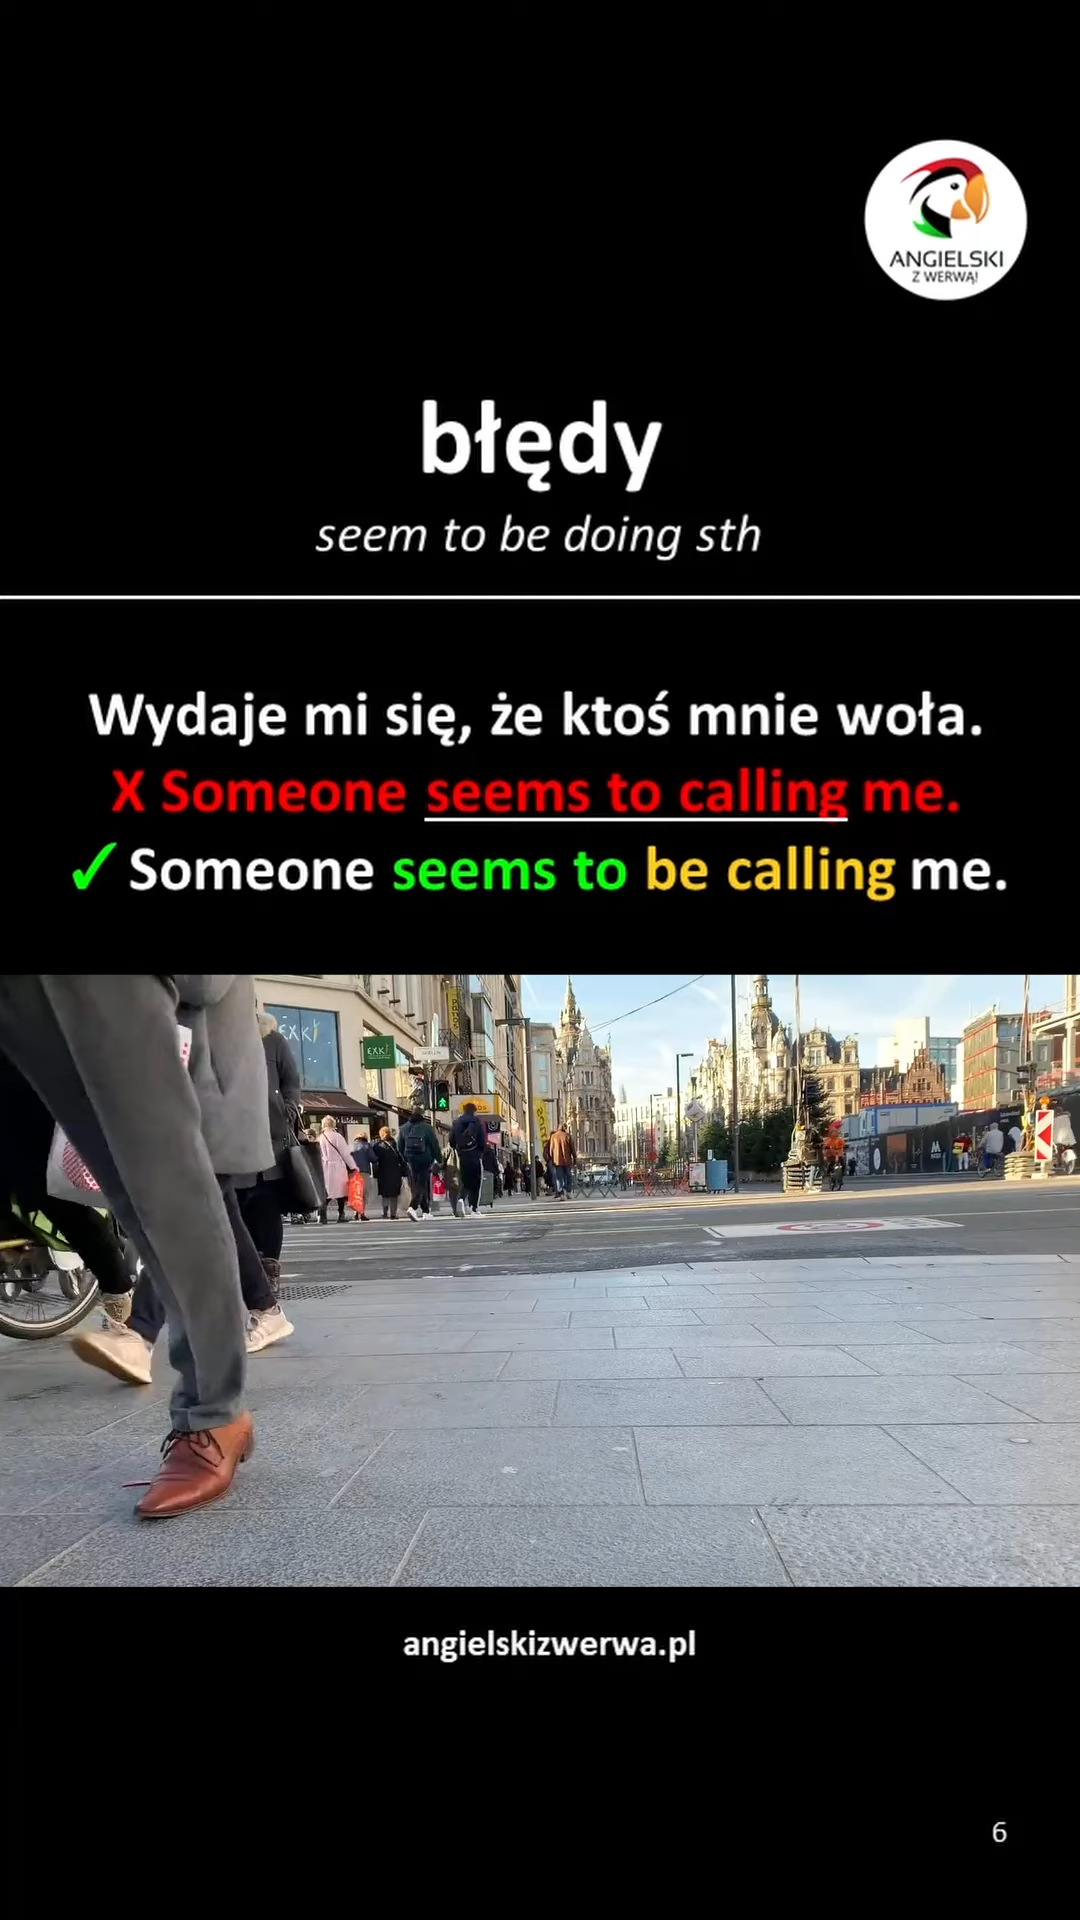 ANGIELSKI
Z WERWĄ!
błędy
seem to be doing sth
Wydaje mi się, że ktoś mnie woła.
X Someone seems to calling me.
✓ Someone seems to be calling me.
EXKi
EXKi
angielskizwerwa.pl
6